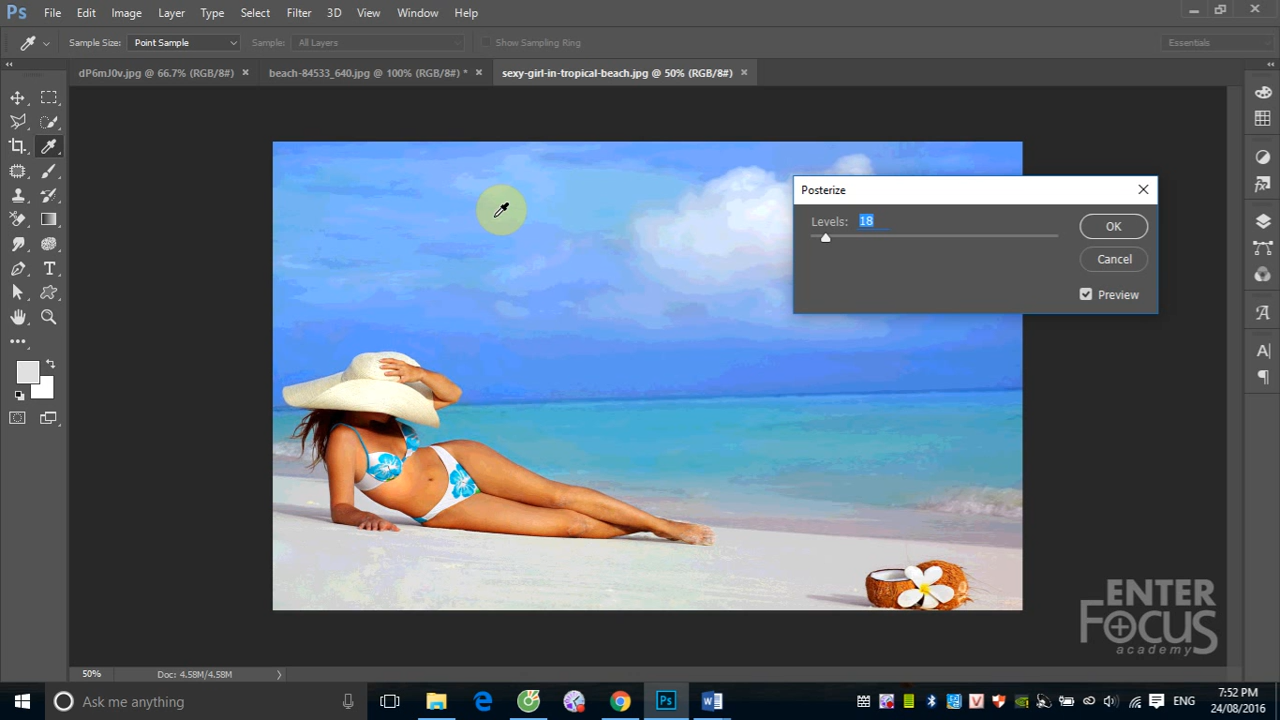 Ps File Edit Image Layer Type Select Filter 3D View Window Help
Sample Size: Point Sample Sample: All Layers Show Sampling Ring Essentials
dP6mJ0v.jpg @ 66.7% (RGB/8#) × beach-84533_640.jpg @ 100% (RGB/8#) * × sexy-girl-in-tropical-beach.jpg @ 50% (RGB/8#) ×
Posterize
Levels: 18
OK
Cancel
Preview
T
A
A|
ENTER
FOCUS
academy
50% Doc: 4.58M/4.58M
Ask me anything
Ps
ENG
7:52 PM
24/08/2016